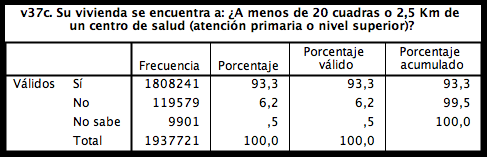 v37c. Su vivienda se encuentra a: ¿A menos de 20 cuadras o 2,5 Km de
un centro de salud (atención primaria o nivel superior)?
Frecuencia Porcentaje Porcentaje válido Porcentaje acumulado
Válidos Sí 1808241 93,3 93,3 93,3
No 119579 6,2 6,2 99,5
No sabe 9901 ,5 ,5 100,0
Total 1937721 100,0 100,0